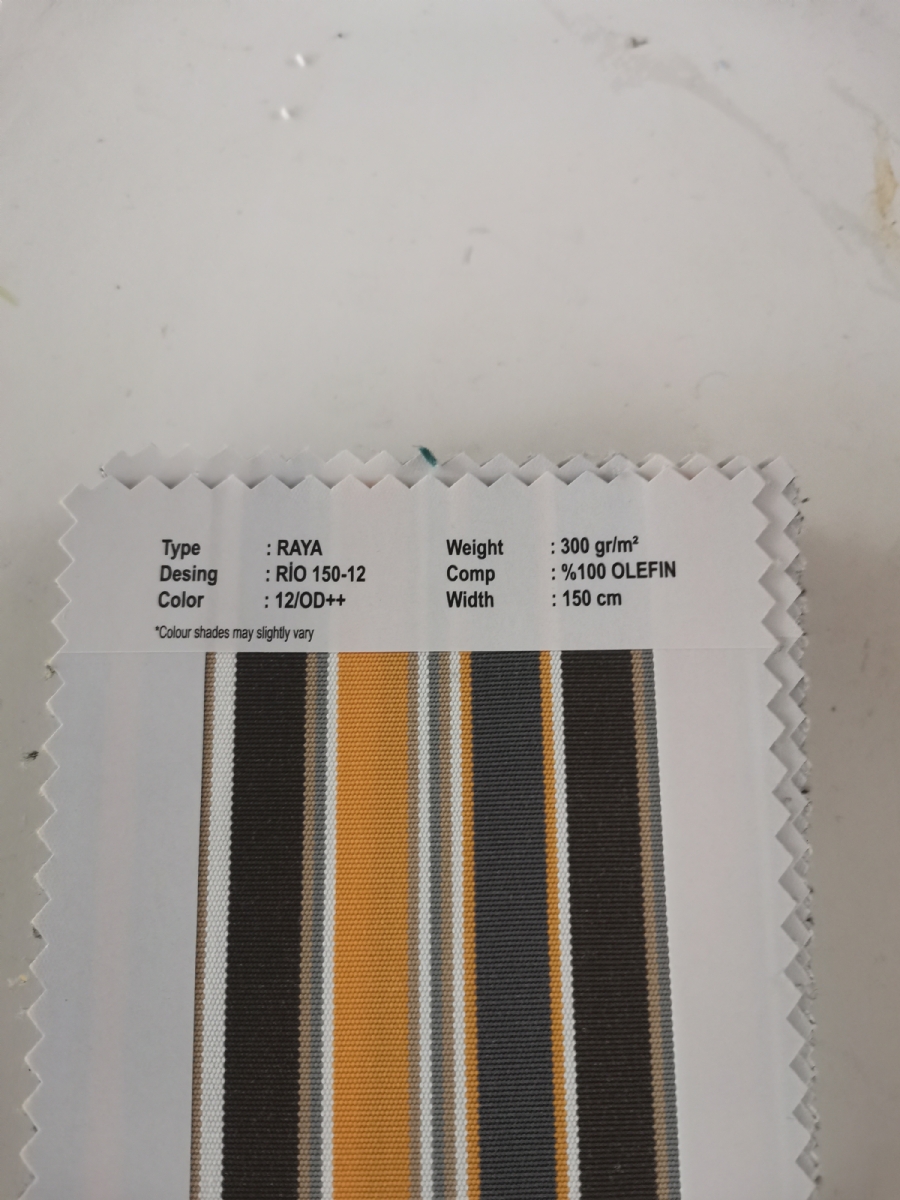 Type : RAYA Weight : 300 gr/m²
Desing : RİO 150-12 Comp : %100 OLEFIN
Color : 12/OD++ Width : 150 cm
*Colour shades may slightly vary